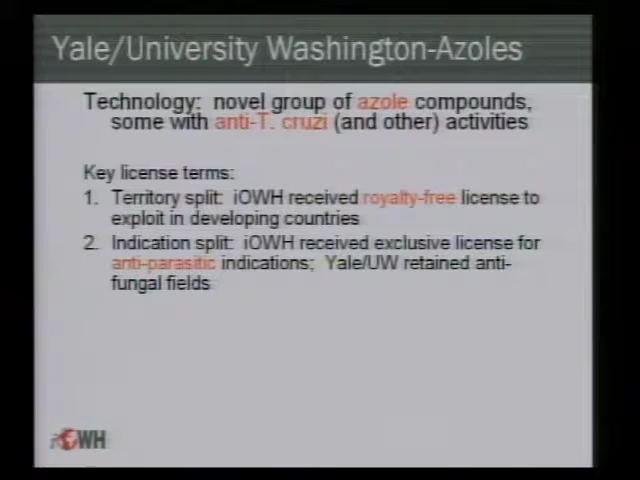 Yale/University Washington-Azoles
Technology: novel group of azole compounds,
some with anti-T. cruzi (and other) activities
Key license terms:
1. Territory split: iOWH received royalty-free license to
exploit in developing countries
2. Indication split: iOWH received exclusive license for
anti-parasitic indications; Yale/UW retained anti-
fungal fields
iOWH